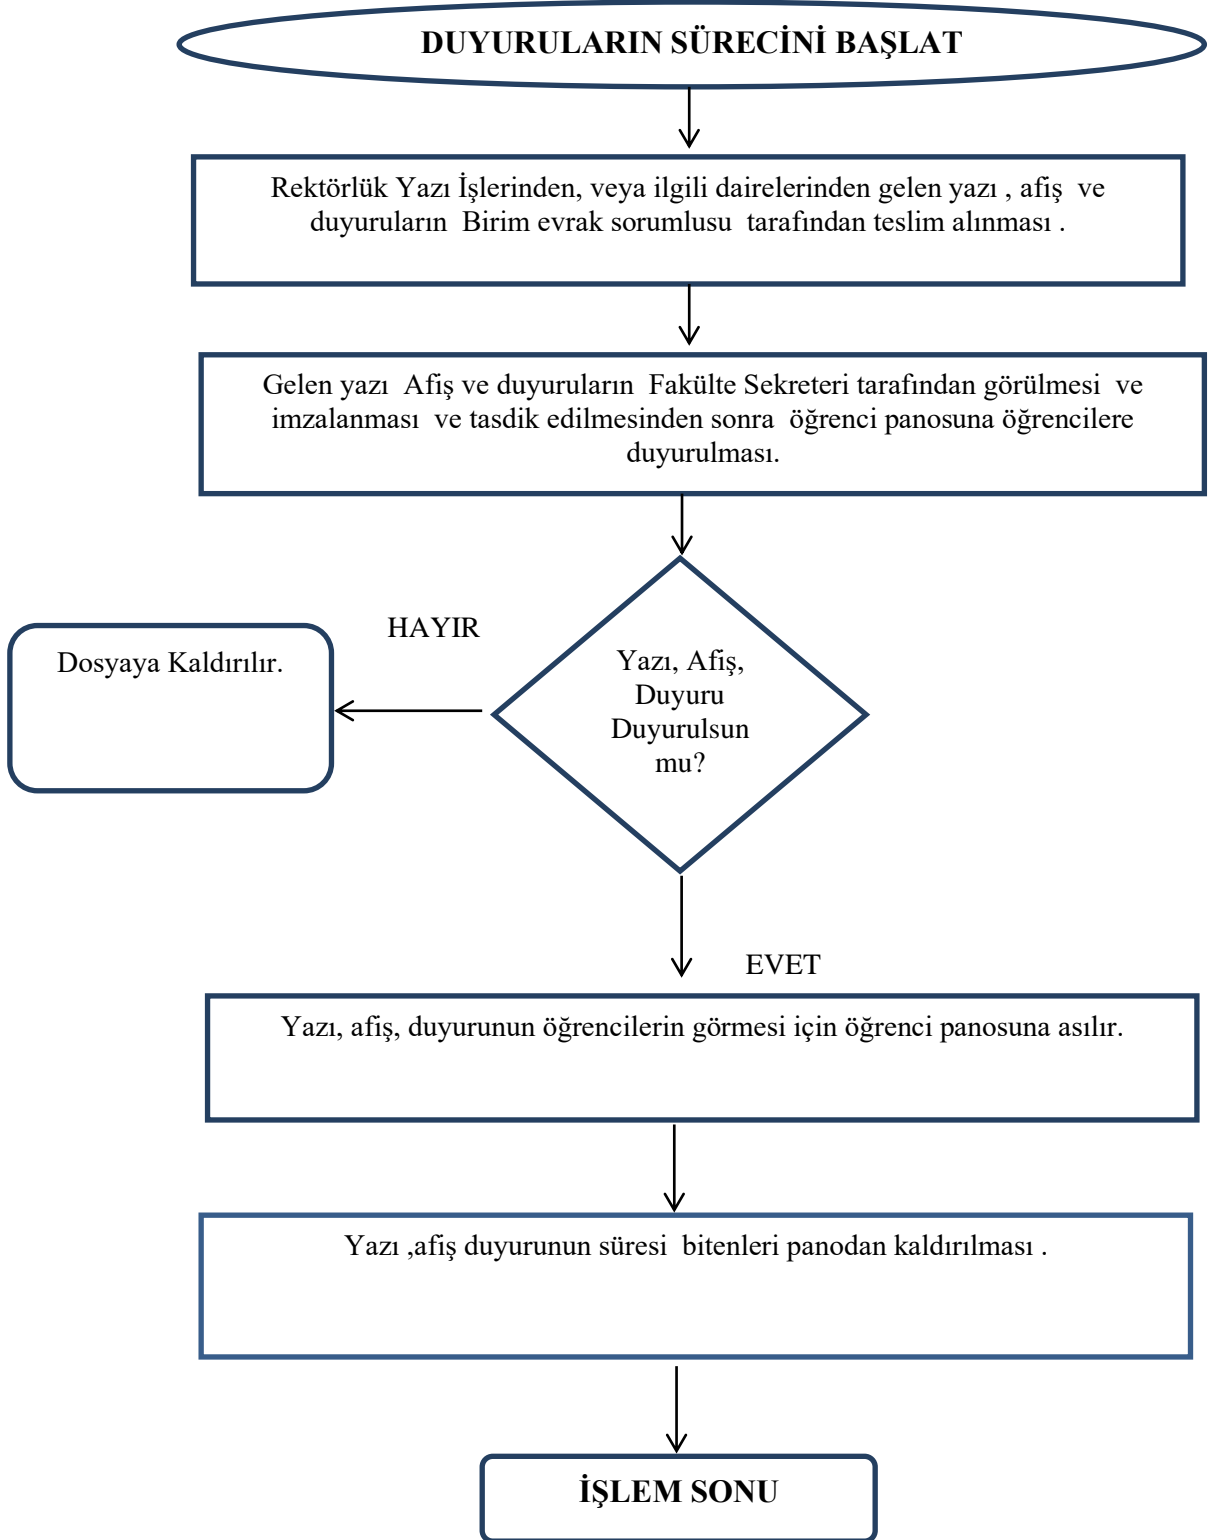 DUYURULARIN SÜRECİNİ BAŞLAT
Rektörlük Yazı İşlerinden, veya ilgili dairelerinden gelen yazı , afiş ve
duyuruların Birim evrak sorumlusu tarafından teslim alınması .
Gelen yazı Afiş ve duyuruların Fakülte Sekreteri tarafından görülmesi ve
imzalanması ve tasdik edilmesinden sonra öğrenci panosuna öğrencilere
duyurulması.
HAYIR
Dosyaya Kaldırılır.
Yazı, Afiş,
Duyuru
Duyurulsun
mu?
EVET
Yazı, afiş, duyurunun öğrencilerin görmesi için öğrenci panosuna asılır.
Yazı ,afiş duyurunun süresi bitenleri panodan kaldırılması .
İŞLEM SONU